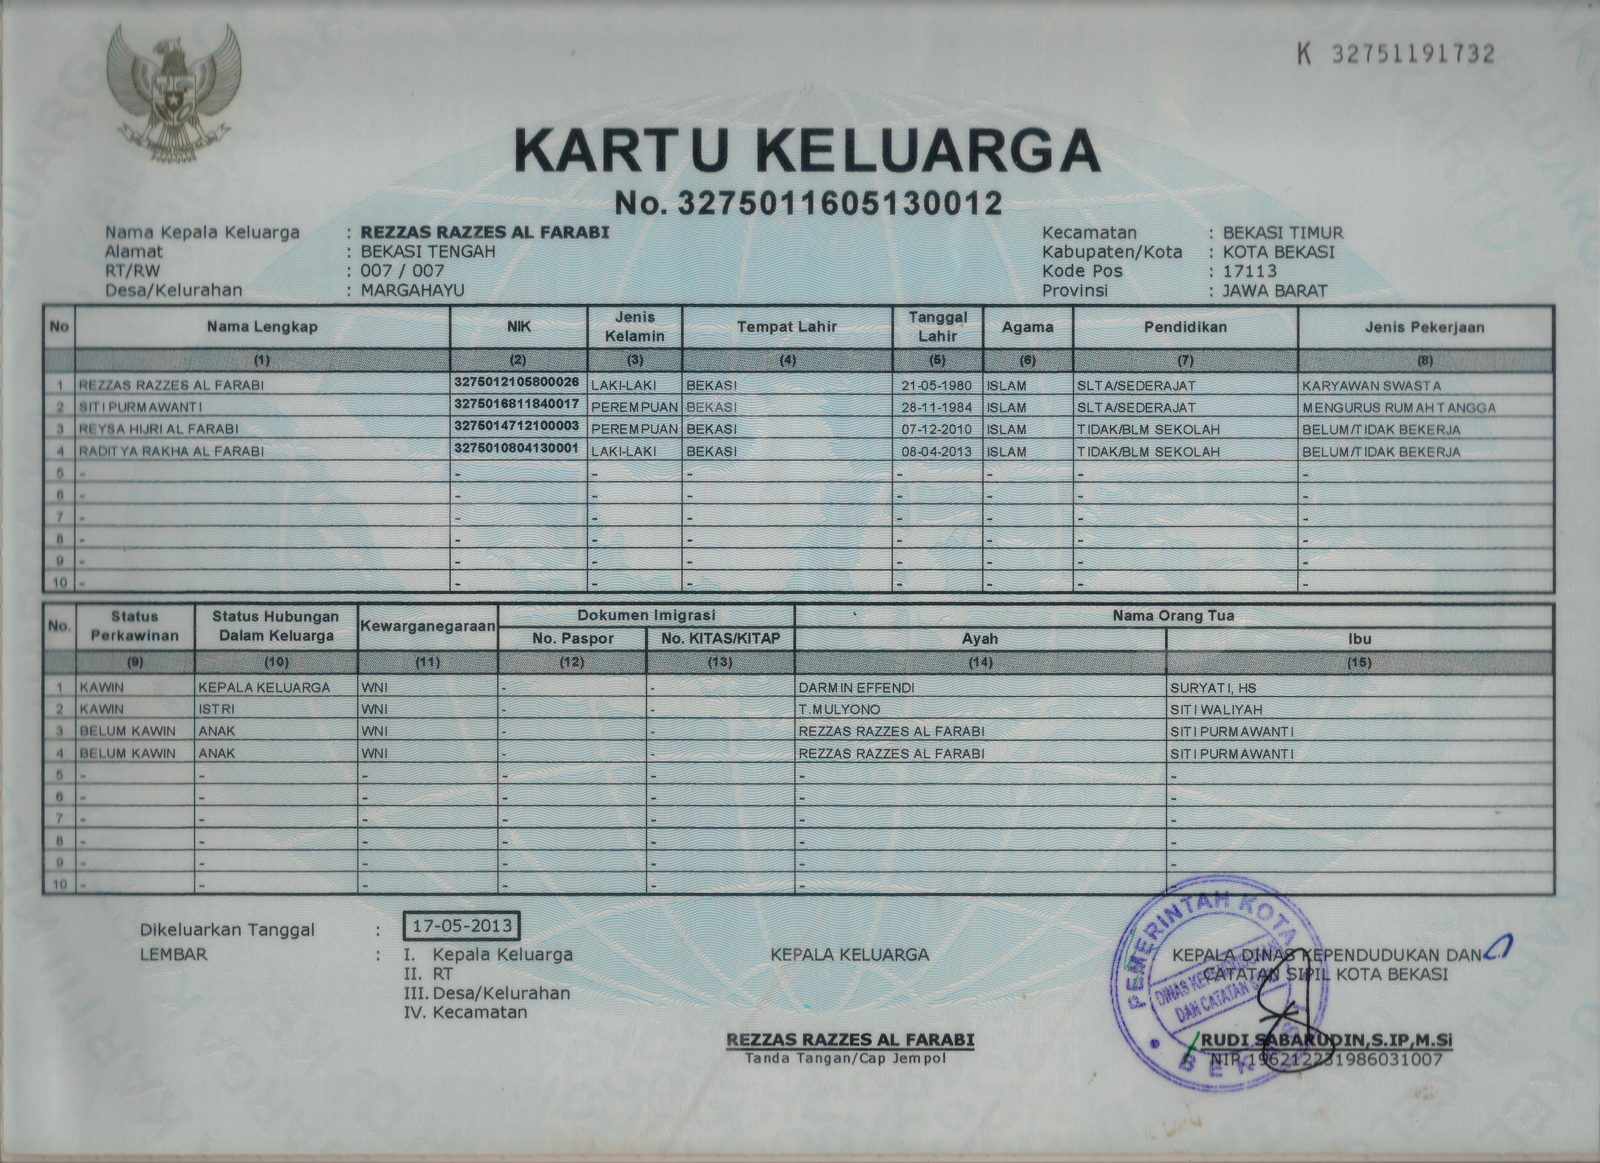 K 32751191732
KARTU KELUARGA
No. 3275011605130012
Nama Kepala Keluarga : REZZAS RAZZES AL FARABI Kecamatan : BEKASI TIMUR
Alamat : BEKASI TENGAH Kabupaten/Kota : KOTA BEKASI
RT/RW : 007 / 007 Kode Pos : 17113
Desa/Kelurahan : MARGAHAYU Provinsi : JAWA BARAT
No Nama Lengkap NIK Jenis Kelamin Tempat Lahir Tanggal Lahir Agama Pendidikan Jenis Pekerjaan
(1) (2) (3) (4) (5) (6) (7) (8)
1 REZZAS RAZZES AL FARABI 3275012105800026 LAKI-LAKI BEKASI 21-05-1980 ISLAM SLTA/SEDERAJAT KARYAWAN SWASTA
2 SITI PURMAWANTI 3275016811840017 PEREMPUAN BEKASI 28-11-1984 ISLAM SLTA/SEDERAJAT MENGURUS RUMAH TANGGA
3 REYSA HIJRI AL FARABI 3275014712100003 PEREMPUAN BEKASI 07-12-2010 ISLAM TIDAK/BLM SEKOLAH BELUM/TIDAK BEKERJA
4 RADITYA RAKHA AL FARABI 3275010804130001 LAKI-LAKI BEKASI 08-04-2013 ISLAM TIDAK/BLM SEKOLAH BELUM/TIDAK BEKERJA
5 - - - - - - - -
6 - - - - - - - -
7 - - - - - - - -
8 - - - - - - - -
9 - - - - - - - -
10 - - - - - - - -
No. Status Perkawinan Status Hubungan Dalam Keluarga Kewarganegaraan Dokumen Imigrasi Nama Orang Tua
No. Paspor No. KITAS/KITAP Ayah Ibu
(9) (10) (11) (12) (13) (14) (15)
1 KAWIN KEPALA KELUARGA WNI - - DARMIN EFFENDI SURYATI, HS
2 KAWIN ISTRI WNI - - T.MULYONO SITI WALIYAH
3 BELUM KAWIN ANAK WNI - - REZZAS RAZZES AL FARABI SITI PURMAWANTI
4 BELUM KAWIN ANAK WNI - - REZZAS RAZZES AL FARABI SITI PURMAWANTI
5 - - - - - - -
6 - - - - - - -
7 - - - - - - -
8 - - - - - - -
9 - - - - - - -
10 - - - - - - -
Dikeluarkan Tanggal : 17-05-2013
LEMBAR : I. Kepala Keluarga
II. RT
III. Desa/Kelurahan
IV. Kecamatan
KEPALA KELUARGA
REZZAS RAZZES AL FARABI
Tanda Tangan/Cap Jempol
KEPALA DINAS KEPENDUDUKAN DAN
CATATAN SIPIL KOTA BEKASI
PEMERINTAH KOTA
DINAS KEPENDUDUKAN
DAN CATATAN
RUDI SABARUDIN,S.IP,M.Si
NIP.196212231986031007